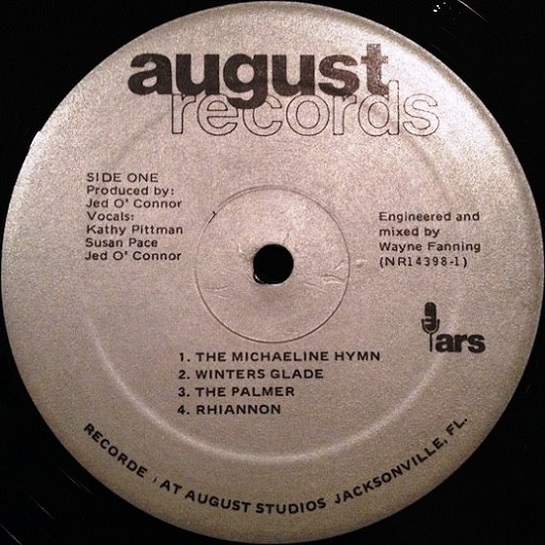 august
records
SIDE ONE
Produced by:
Jed O' Connor
Vocals:
Kathy Pittman
Susan Pace
Jed O' Connor
Engineered and
mixed by
Wayne Fanning
(NR14398-1)
ars
1. THE MICHAELINE HYMN
2. WINTERS GLADE
3. THE PALMER
4. RHIANNON
RECORDE AT AUGUST STUDIOS JACKSONVILLE, FL.